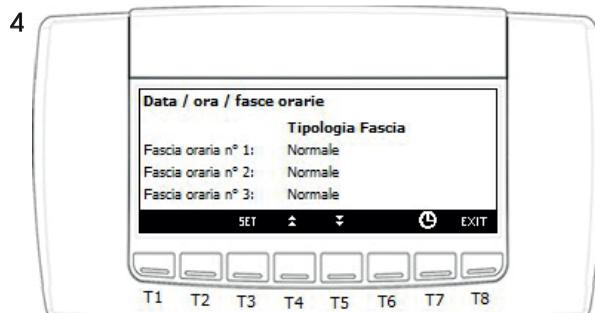 4
Data / ora / fasce orarie
Tipologia Fascia
Fascia oraria n° 1: Normale
Fascia oraria n° 2: Normale
Fascia oraria n° 3: Normale
SET EXIT
T1 T2 T3 T4 T5 T6 T7 T8